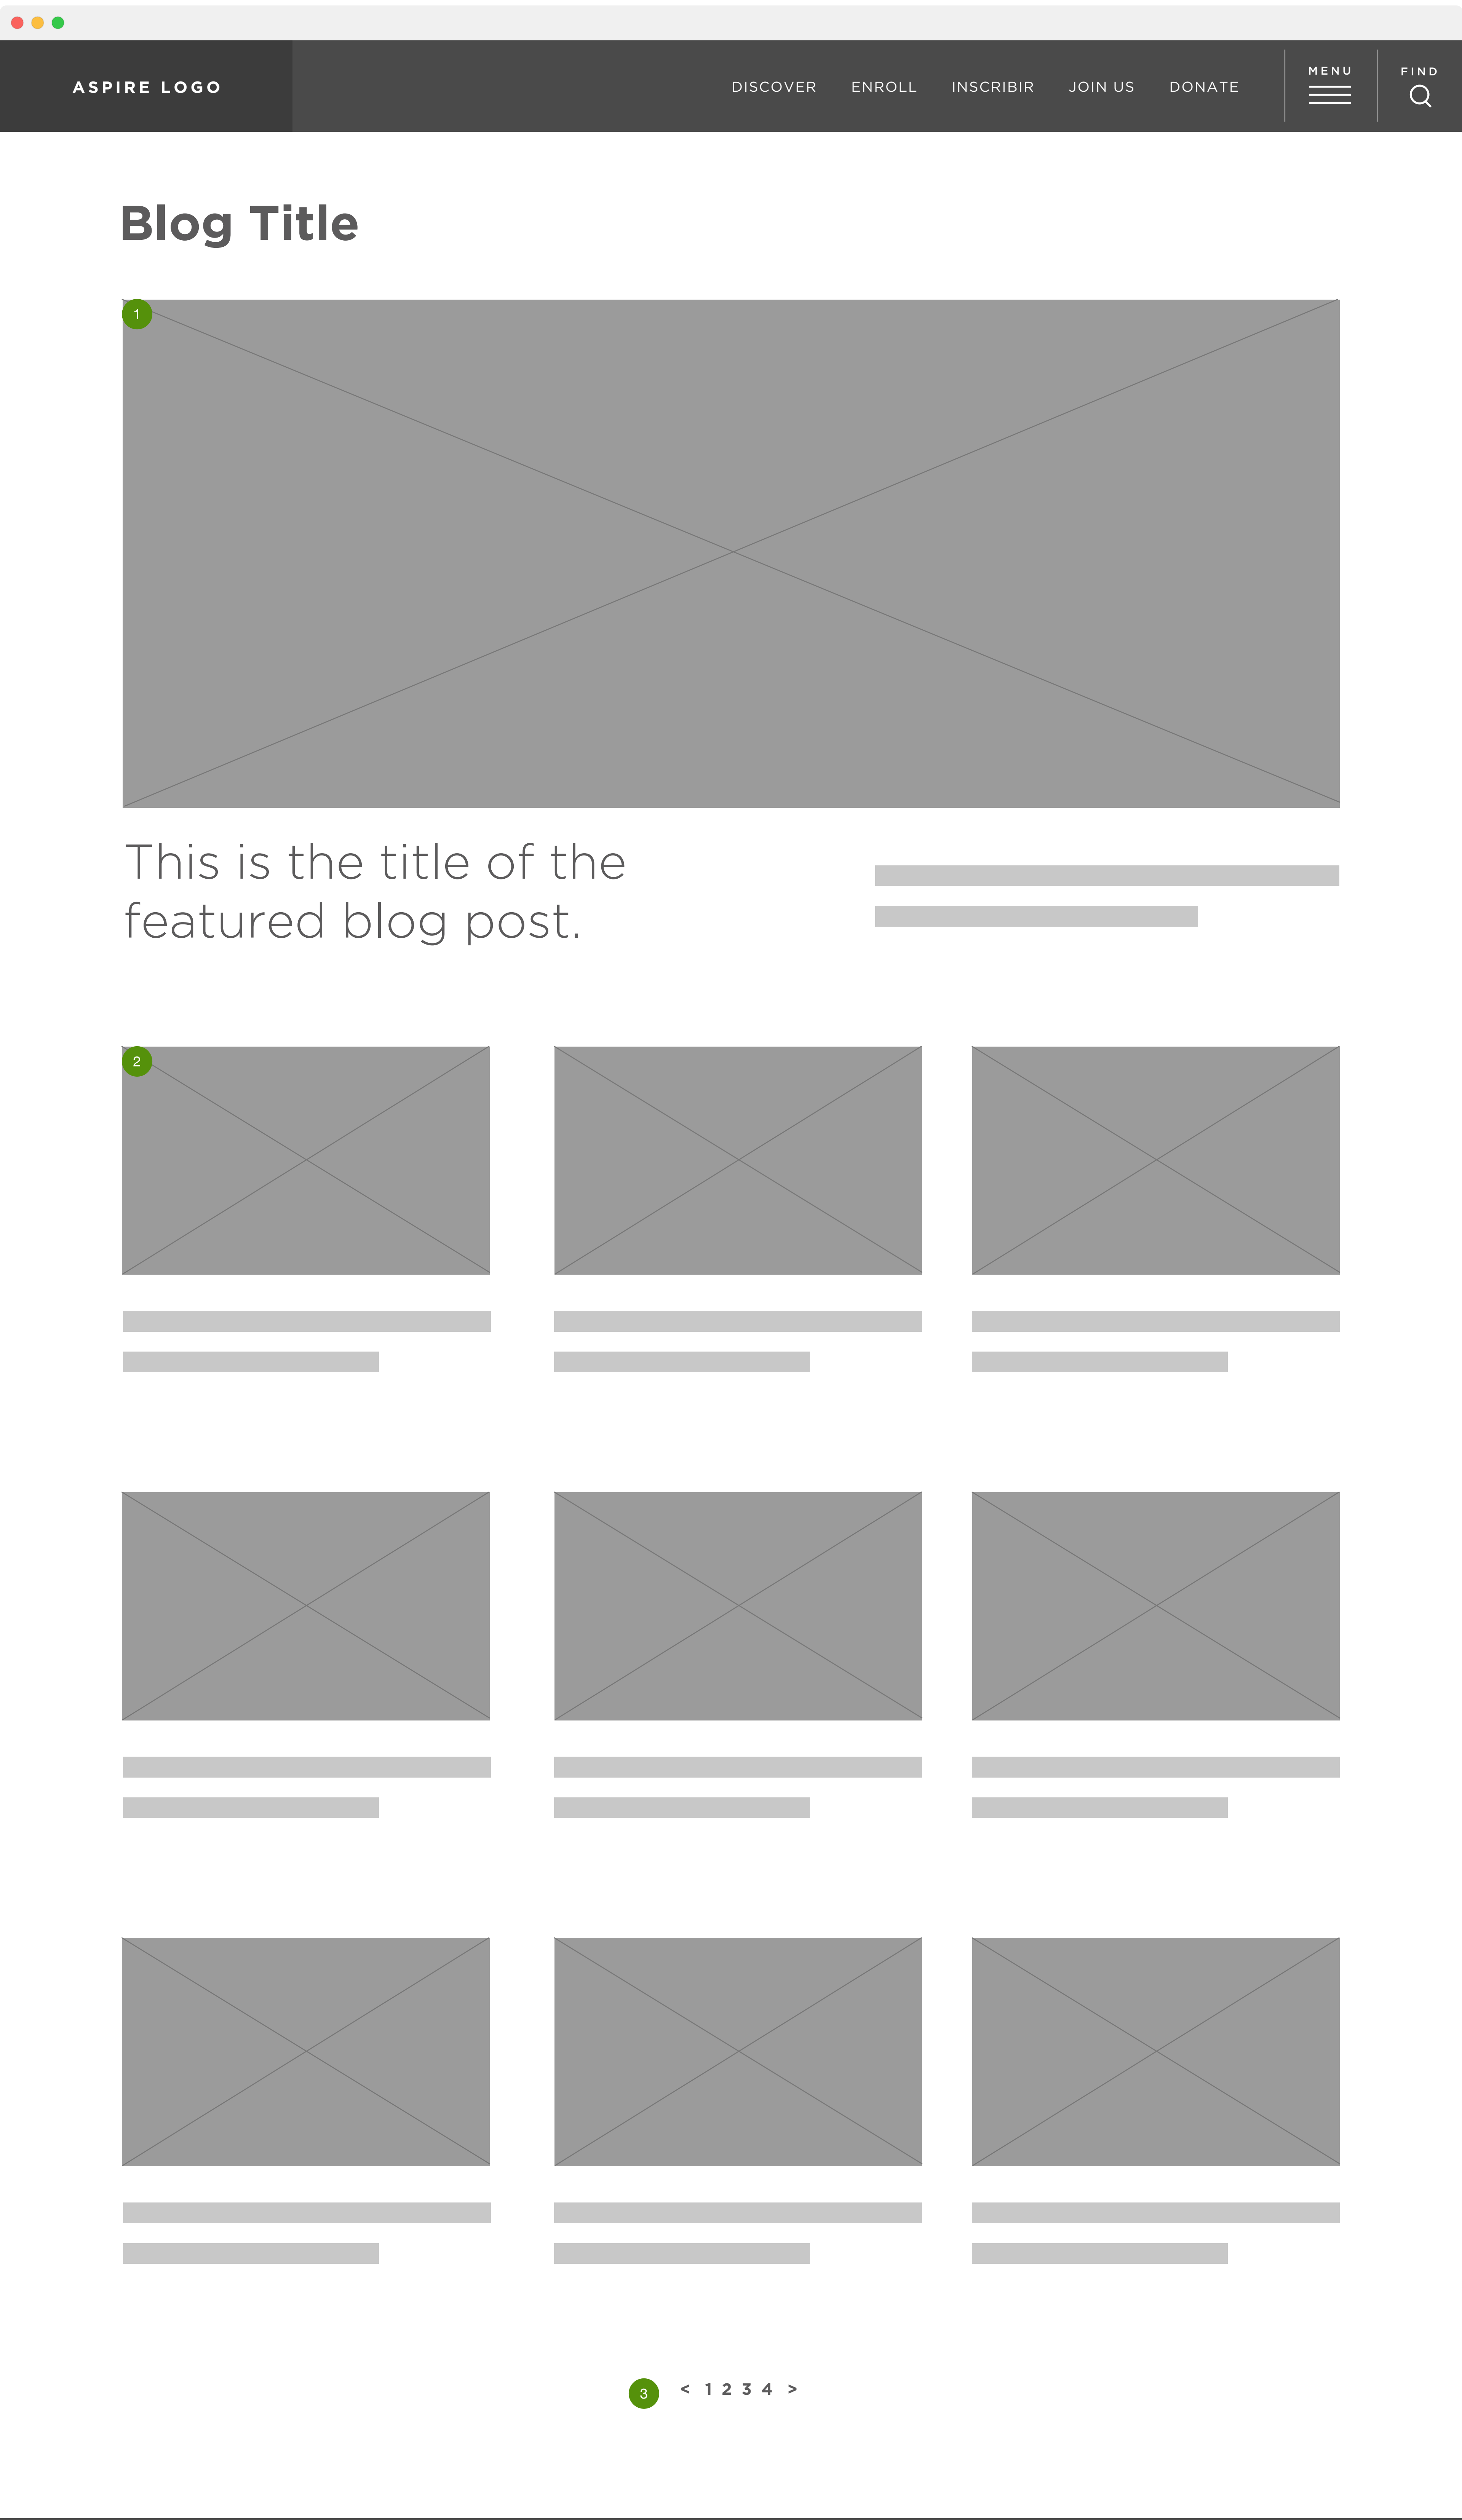 ASPIRE LOGO
DISCOVER ENROLL INSCRIBIR JOIN US DONATE
MENU
FIND
Blog Title
1
This is the title of the
featured blog post.
2
3
< 1 2 3 4 >